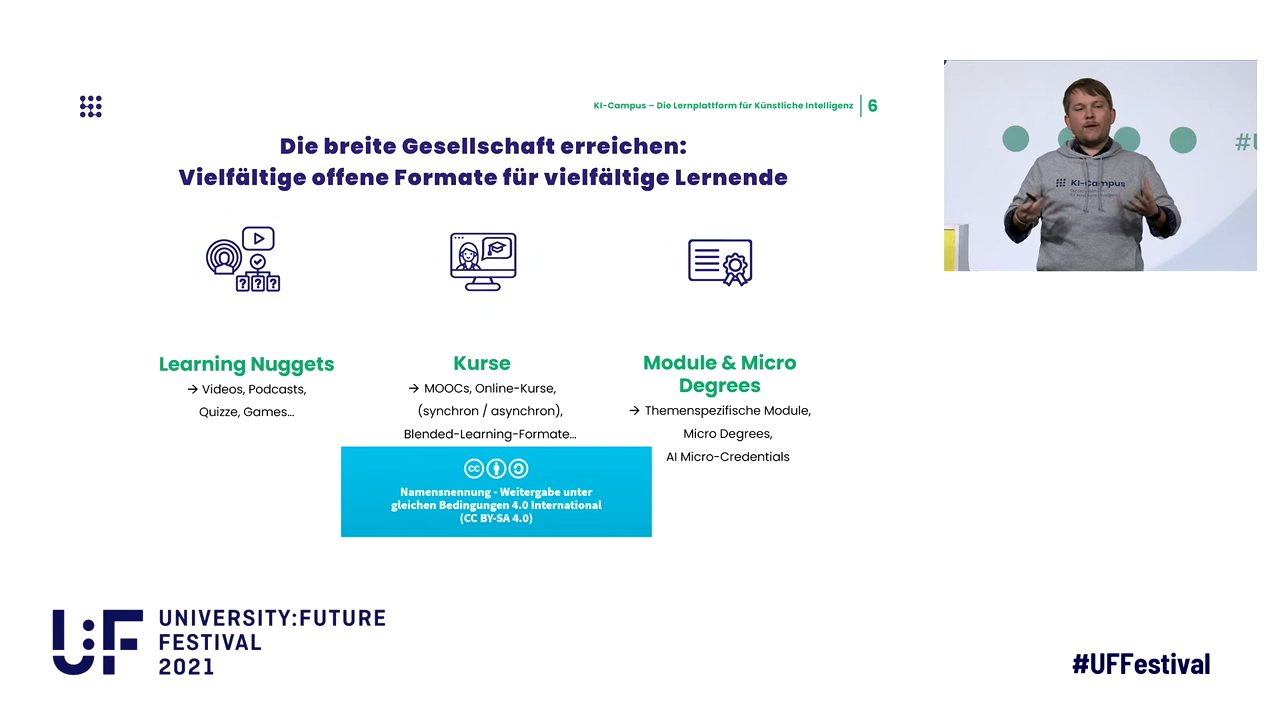 KI-Campus – Die Lernplattform für Künstliche Intelligenz 6
Die breite Gesellschaft erreichen:
Vielfältige offene Formate für vielfältige Lernende
Learning Nuggets
→ Videos, Podcasts,
Quizze, Games...
Kurse
→ MOOCs, Online-Kurse,
(synchron / asynchron),
Blended-Learning-Formate...
Module & Micro
Degrees
→ Themenspezifische Module,
Micro Degrees,
AI Micro-Credentials
? ? ?
cc
Namensnennung - Weitergabe unter
gleichen Bedingungen 4.0 International
(CC BY-SA 4.0)
#U
KI-Campus
U:F
UNIVERSITY:FUTURE
FESTIVAL
2021
#UFFestival